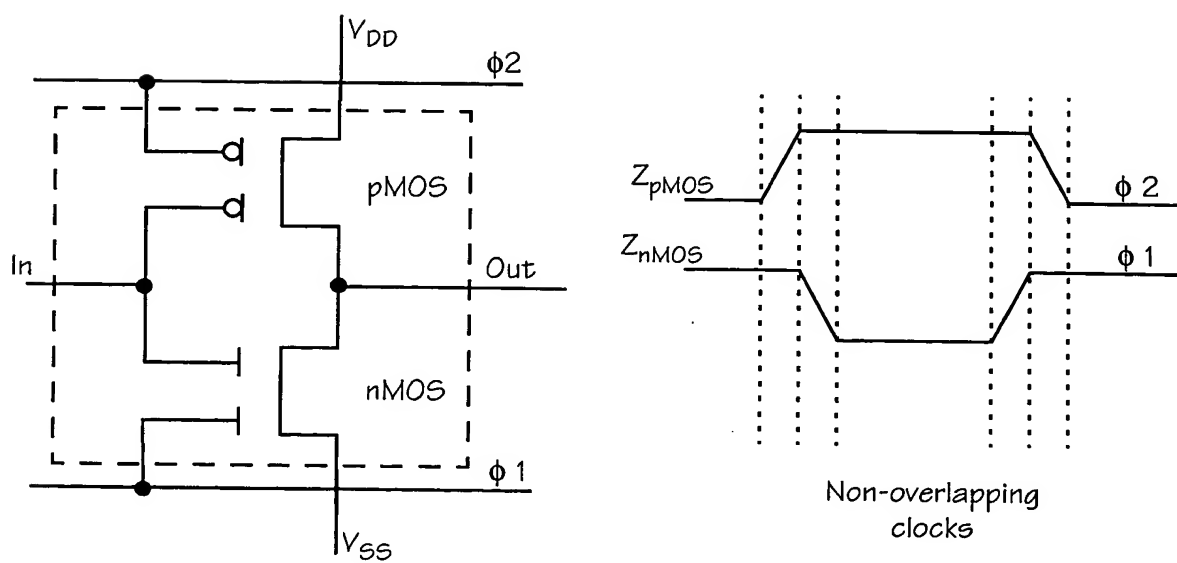 VDD
ϕ2
pMOS
In
Out
nMOS
ϕ1
VSS
ZpMOS
ϕ 2
ZnMOS
ϕ 1
Non-overlapping
clocks